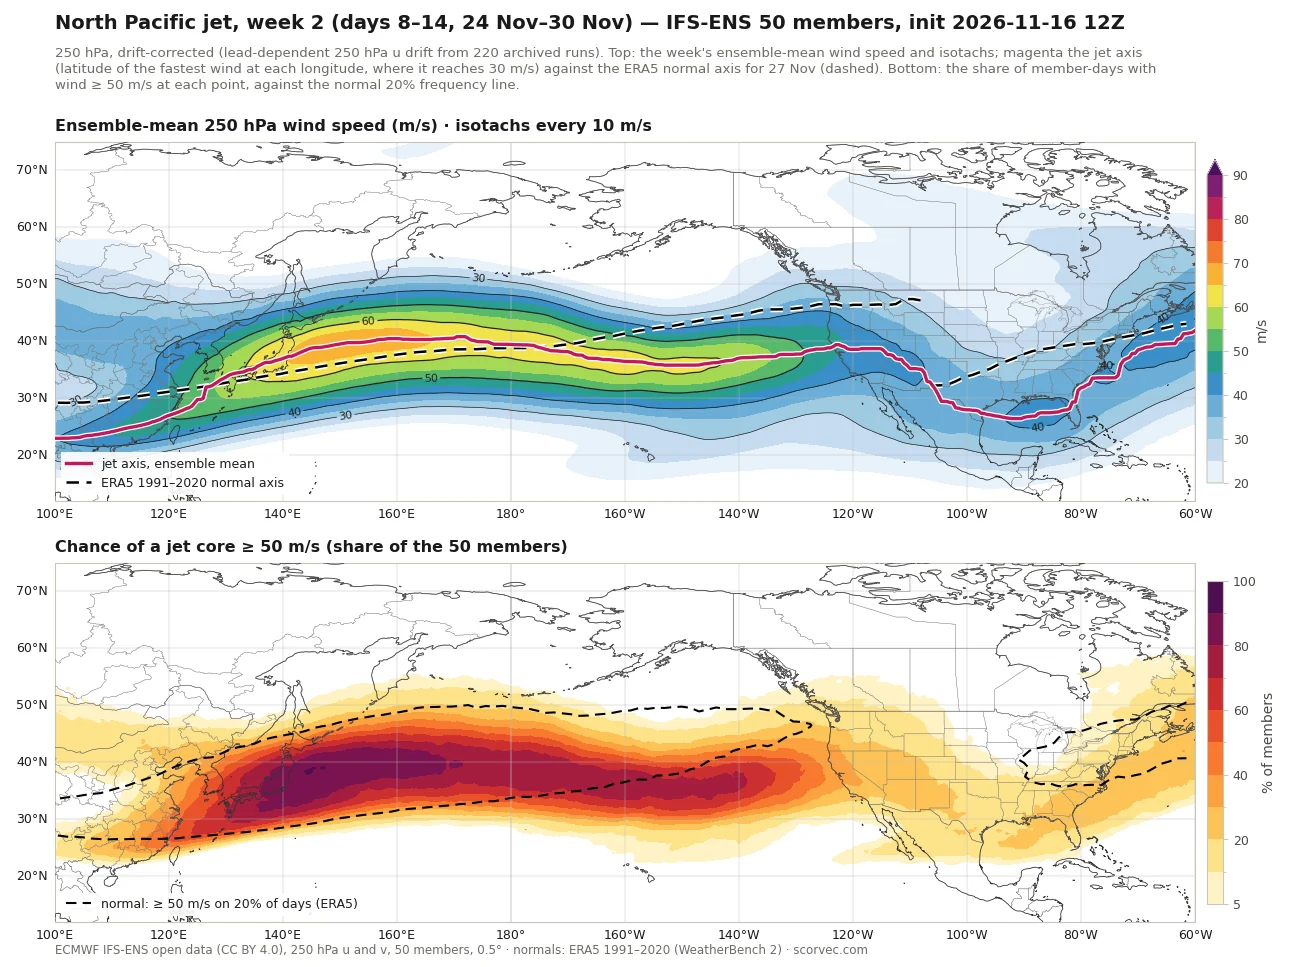 North Pacific jet, week 2 (days 8–14, 24 Nov–30 Nov) — IFS-ENS 50 members, init 2026-11-16 12Z
250 hPa, drift-corrected (lead-dependent 250 hPa u drift from 220 archived runs). Top: the week's ensemble-mean wind speed and isotachs; magenta the jet axis
(latitude of the fastest wind at each longitude, where it reaches 30 m/s) against the ERA5 normal axis for 27 Nov (dashed). Bottom: the share of member-days with
wind ≥ 50 m/s at each point, against the normal 20% frequency line.
Ensemble-mean 250 hPa wind speed (m/s) · isotachs every 10 m/s
70°N
60°N
50°N
40°N
30°N
20°N
30
60
50
40
30
30
40
40
40
jet axis, ensemble mean
ERA5 1991–2020 normal axis
100°E 120°E 140°E 160°E 180° 160°W 140°W 120°W 100°W 80°W 60°W
90
80
70
60
50
40
30
20
m/s
Chance of a jet core ≥ 50 m/s (share of the 50 members)
70°N
60°N
50°N
40°N
30°N
20°N
normal: ≥ 50 m/s on 20% of days (ERA5)
100°E 120°E 140°E 160°E 180° 160°W 140°W 120°W 100°W 80°W 60°W
100
80
60
40
20
5
% of members
ECMWF IFS-ENS open data (CC BY 4.0), 250 hPa u and v, 50 members, 0.5° · normals: ERA5 1991–2020 (WeatherBench 2) · scorvec.com